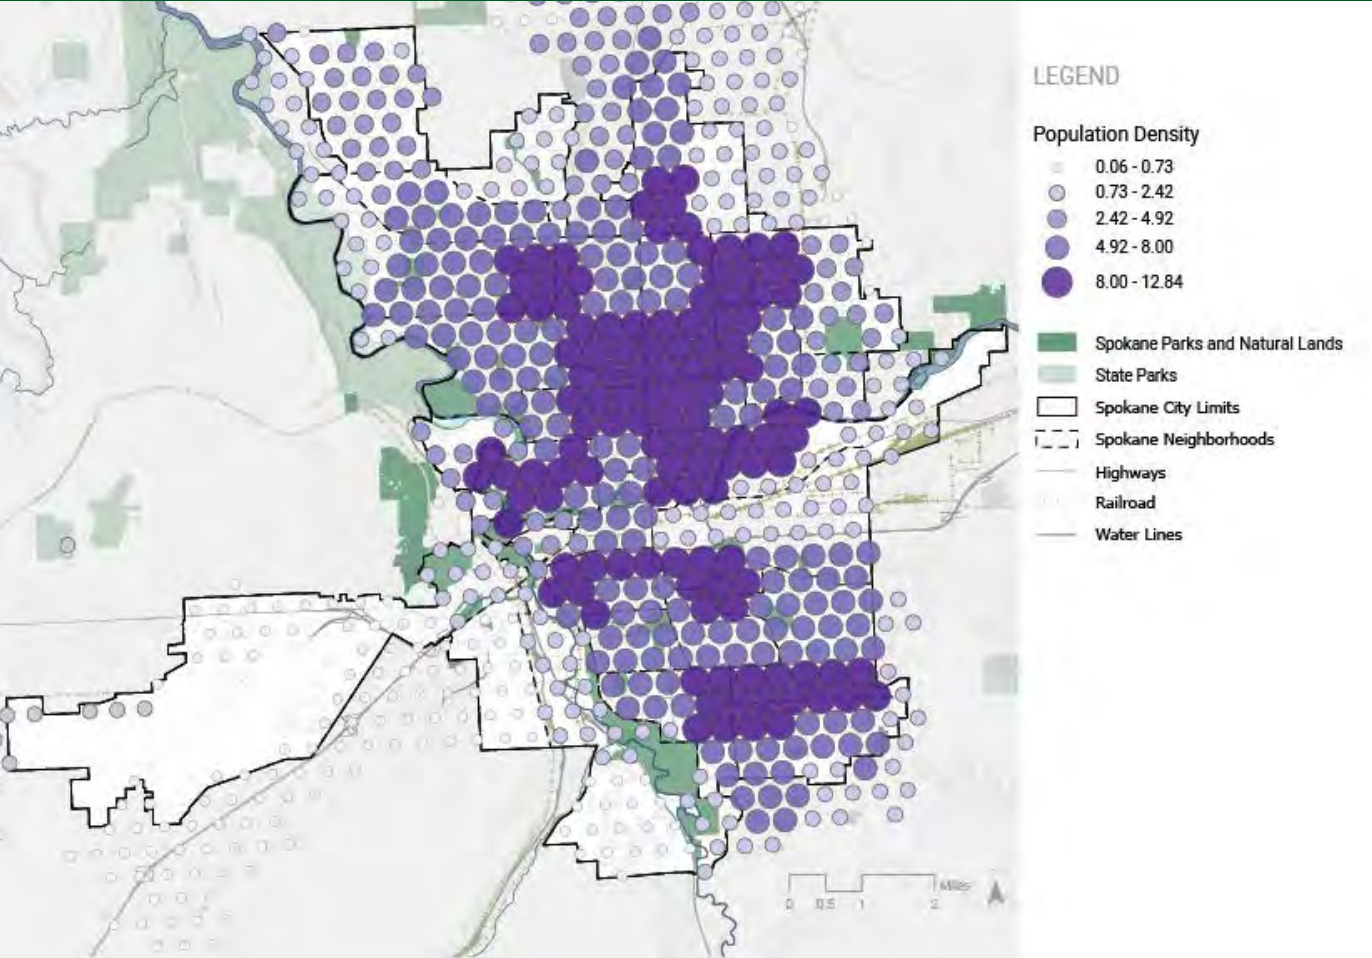 LEGEND
Population Density
0.06 - 0.73
0.73 - 2.42
2.42 - 4.92
4.92 - 8.00
8.00 - 12.84
Spokane Parks and Natural Lands
State Parks
Spokane City Limits
Spokane Neighborhoods
Highways
Railroad
Water Lines
Miles
0 0.5 1 2